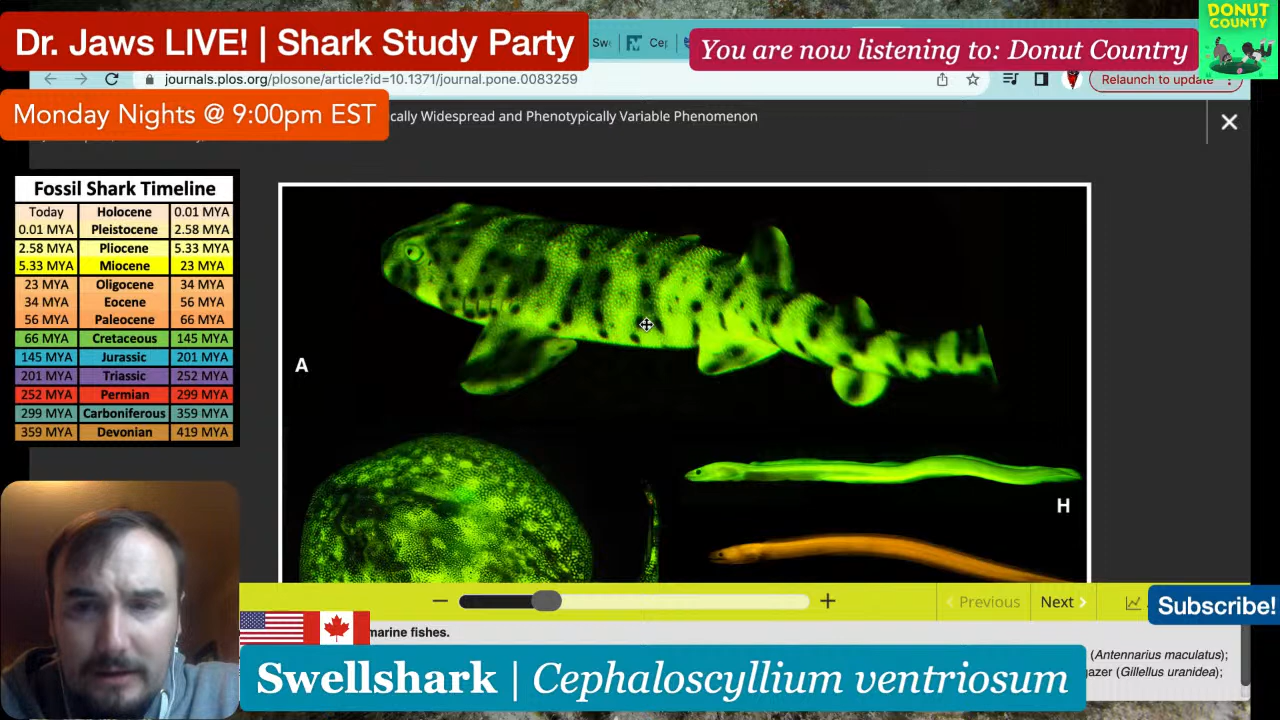 Dr. Jaws LIVE! | Shark Study Party
Swe
Cep
You are now listening to: Donut Country
DONUT
COUNTY
journals.plos.org/plosone/article?id=10.1371/journal.pone.0083259
Relaunch to update
Monday Nights @ 9:00pm EST
cally Widespread and Phenotypically Variable Phenomenon
Fossil Shark Timeline
Today Holocene 0.01 MYA
0.01 MYA Pleistocene 2.58 MYA
2.58 MYA Pliocene 5.33 MYA
5.33 MYA Miocene 23 MYA
23 MYA Oligocene 34 MYA
34 MYA Eocene 56 MYA
56 MYA Paleocene 66 MYA
66 MYA Cretaceous 145 MYA
145 MYA Jurassic 201 MYA
201 MYA Triassic 252 MYA
252 MYA Permian 299 MYA
299 MYA Carboniferous 359 MYA
359 MYA Devonian 419 MYA
A
H
Previous
Next
Subscribe!
marine fishes.
(Antennarius maculatus);
gazer (Gillellus uranidea);
Swellshark | Cephaloscyllium ventriosum